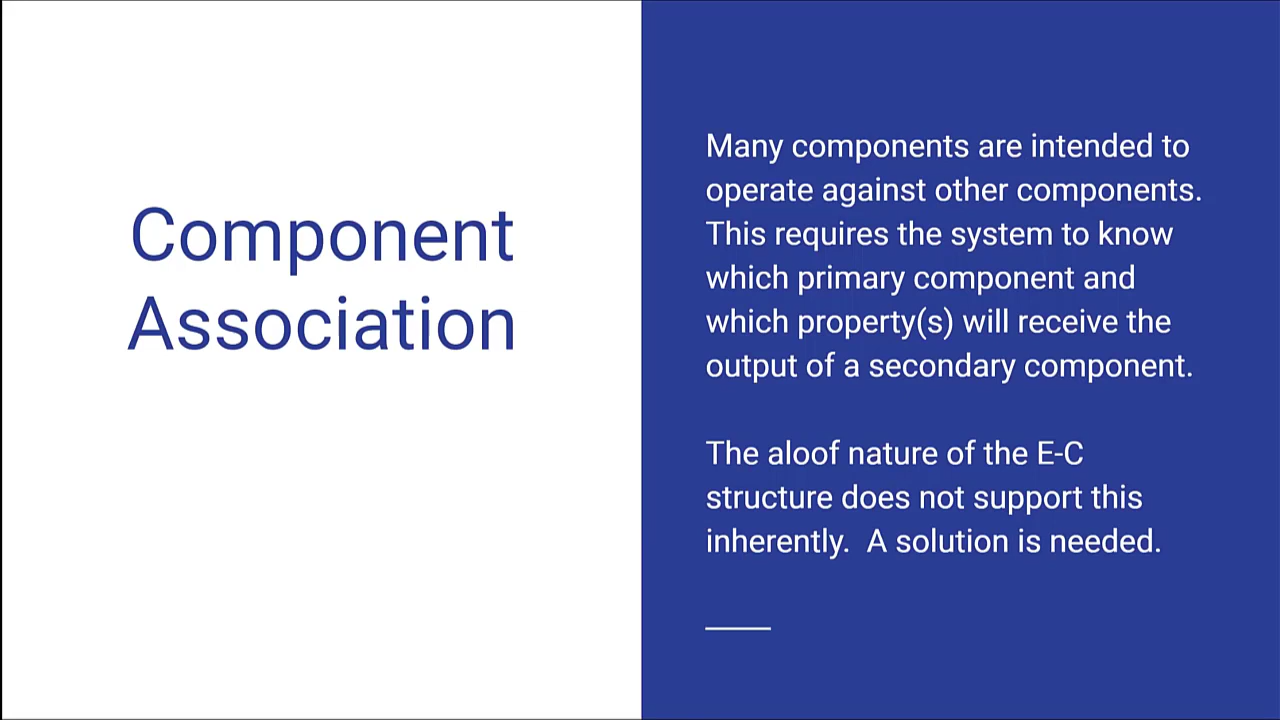 Component
Association
Many components are intended to
operate against other components.
This requires the system to know
which primary component and
which property(s) will receive the
output of a secondary component.
The aloof nature of the E-C
structure does not support this
inherently.  A solution is needed.